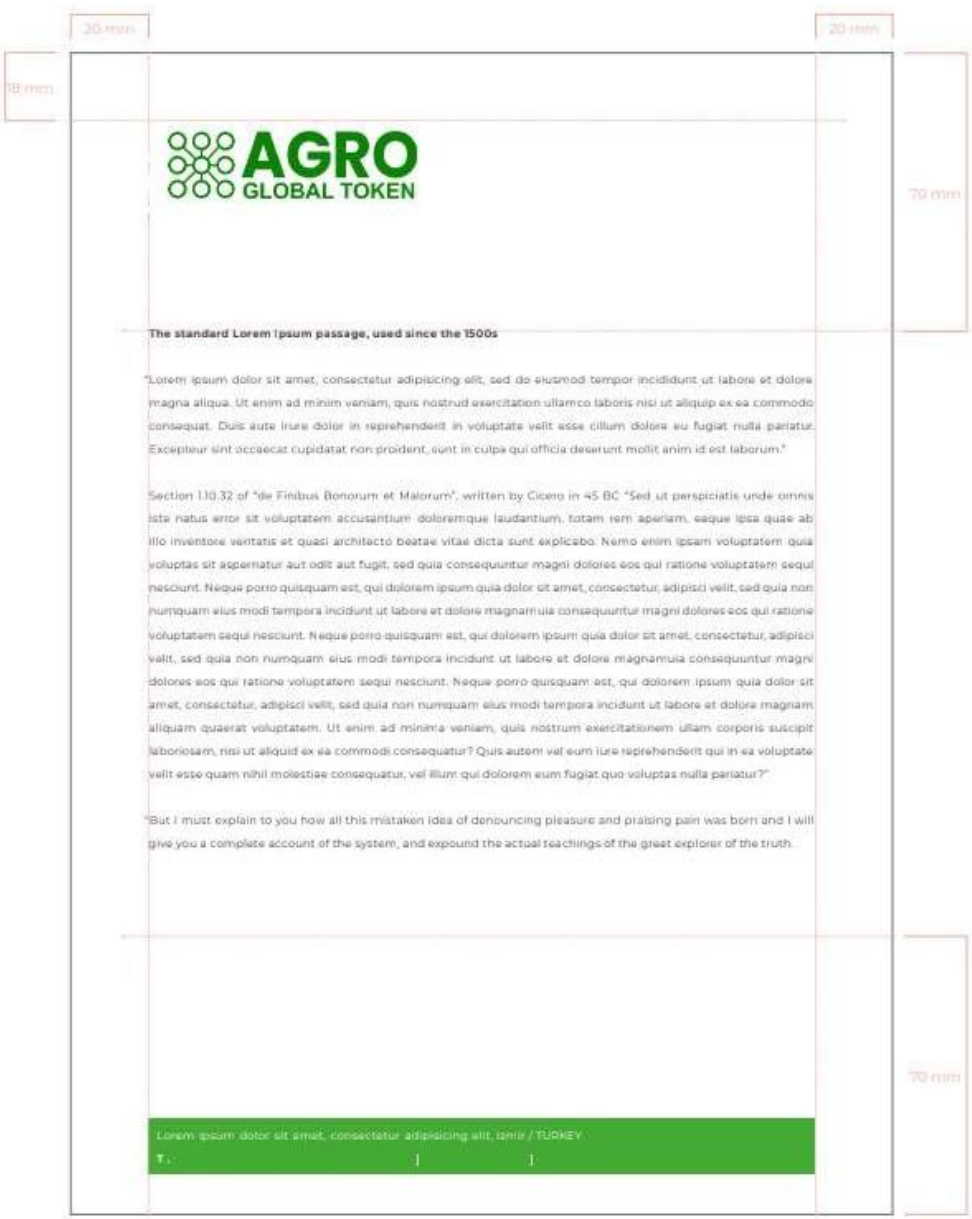 20 mm
20 mm
18 mm
AGRO
GLOBAL TOKEN
70 mm
The standard Lorem Ipsum passage, used since the 1500s
"Lorem ipsum dolor sit amet, consectetur adipisicing elit, sed do eiusmod tempor incididunt ut labore et dolore
magna aliqua. Ut enim ad minim veniam, quis nostrud exercitation ullamco laboris nisi ut aliquip ex ea commodo
consequat. Duis aute irure dolor in reprehenderit in voluptate velit esse cillum dolore eu fugiat nulla pariatur.
Excepteur sint occaecat cupidatat non proident, sunt in culpa qui officia deserunt mollit anim id est laborum."
Section 1.10.32 of "de Finibus Bonorum et Malorum", written by Cicero in 45 BC "Sed ut perspiciatis unde omnis
iste natus error sit voluptatem accusantium doloremque laudantium, totam rem aperiam, eaque ipsa quae ab
illo inventore veritatis et quasi architecto beatae vitae dicta sunt explicabo. Nemo enim ipsam voluptatem quia
voluptas sit aspernatur aut odit aut fugit, sed quia consequuntur magni dolores eos qui ratione voluptatem sequi
nesciunt. Neque porro quisquam est, qui dolorem ipsum quia dolor sit amet, consectetur, adipisci velit, sed quia non
numquam eius modi tempora incidunt ut labore et dolore magnamuia consequuntur magni dolores eos qui ratione
voluptatem sequi nesciunt. Neque porro quisquam est, qui dolorem ipsum quia dolor sit amet, consectetur, adipisci
velit, sed quia non numquam eius modi tempora incidunt ut labore et dolore magnamuia consequuntur magni
dolores eos qui ratione voluptatem sequi nesciunt. Neque porro quisquam est, qui dolorem ipsum quia dolor sit
amet, consectetur, adipisci velit, sed quia non numquam eius modi tempora incidunt ut labore et dolore magnam
aliquam quaerat voluptatem. Ut enim ad minima veniam, quis nostrum exercitationem ullam corporis suscipit
laboriosam, nisi ut aliquid ex ea commodi consequatur? Quis autem vel eum iure reprehenderit qui in ea voluptate
velit esse quam nihil molestiae consequatur, vel illum qui dolorem eum fugiat quo voluptas nulla pariatur?"
"But I must explain to you how all this mistaken idea of denouncing pleasure and praising pain was born and I will
give you a complete account of the system, and expound the actual teachings of the great explorer of the truth.
70 mm
Lorem ipsum dolor sit amet, consectetur adipisicing elit, Izmir / TURKEY
T. | |